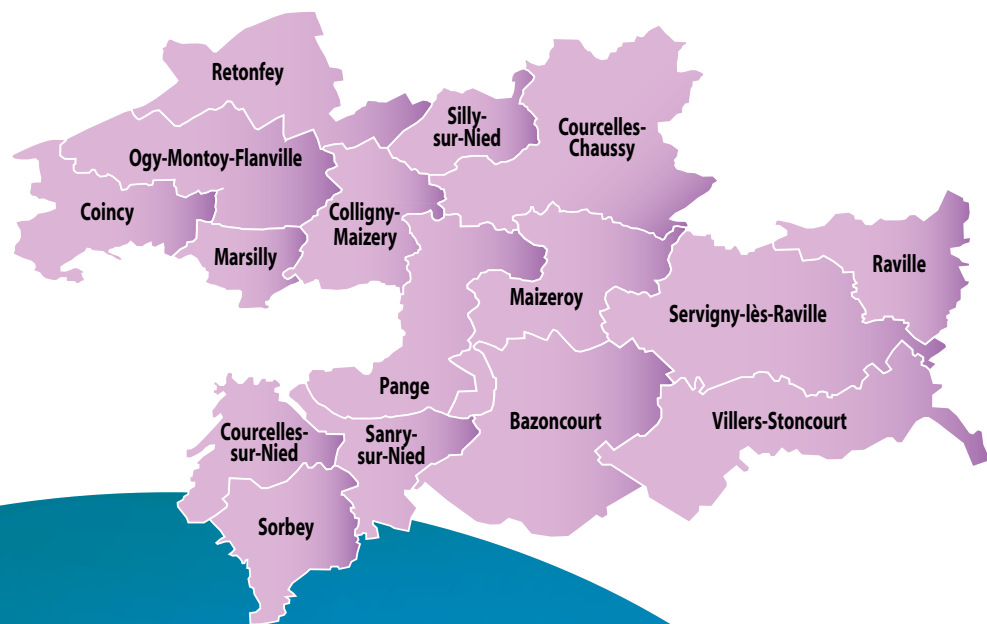 Retonfey
Silly-
sur-Nied
Courcelles-
Chaussy
Ogy-Montoy-Flanville
Coincy
Colligny-
Maizery
Marsilly
Raville
Maizeroy
Servigny-lès-Raville
Pange
Bazoncourt
Villers-Stoncourt
Courcelles-
sur-Nied
Sanry-
sur-Nied
Sorbey